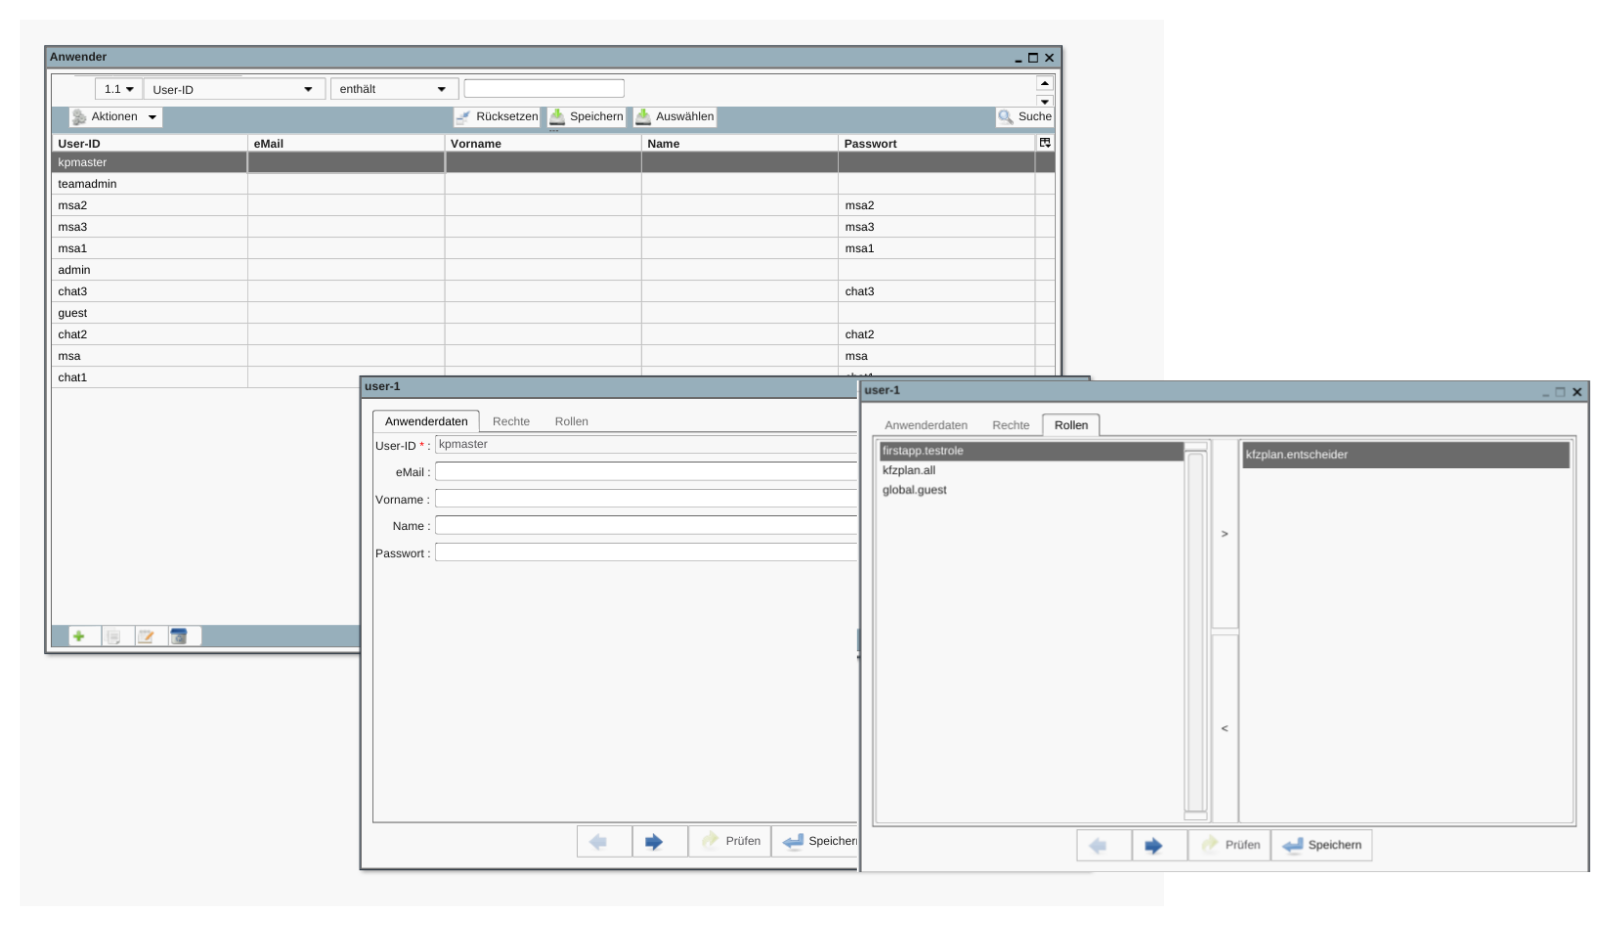 Anwender
1.1 User-ID enthält
Aktionen Rücksetzen Speichern Auswählen Suche
User-ID eMail Vorname Name Passwort
kpmaster
teamadmin
msa2 msa2
msa3 msa3
msa1 msa1
admin
chat3 chat3
guest
chat2 chat2
msa msa
chat1
user-1
Anwenderdaten Rechte Rollen
User-ID * : kpmaster
eMail :
Vorname :
Name :
Passwort :
Prüfen Speichern
user-1
Anwenderdaten Rechte Rollen
firstapp.testrole
kfzplan.all
global.guest
>
<
kfzplan.entscheider
Prüfen Speichern